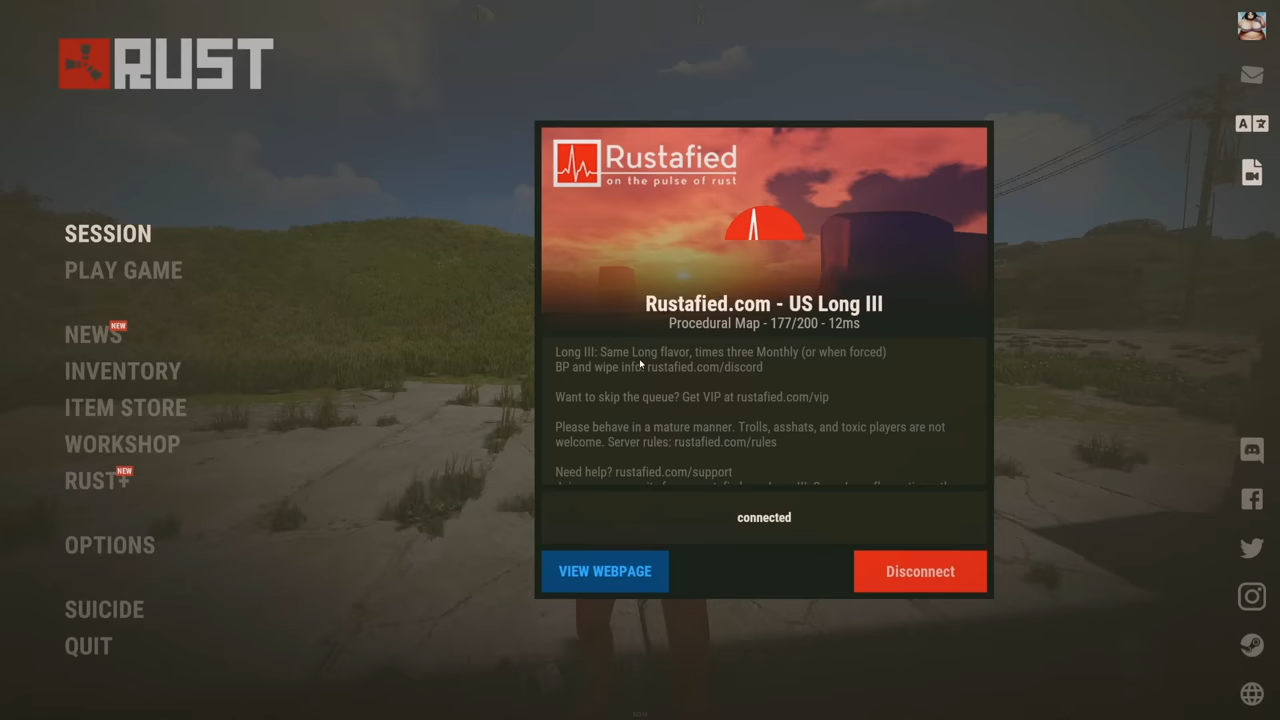 RUST
SESSION
PLAY GAME
NEWS NEW
INVENTORY
ITEM STORE
WORKSHOP
RUST+ NEW
OPTIONS
SUICIDE
QUIT
Rustafied
on the pulse of rust
Rustafied.com - US Long III
Procedural Map - 177/200 - 12ms
Long III: Same Long flavor, times three Monthly (or when forced)
BP and wipe info: rustafied.com/discord
Want to skip the queue? Get VIP at rustafied.com/vip
Please behave in a mature manner. Trolls, asshats, and toxic players are not
welcome. Server rules: rustafied.com/rules
Need help? rustafied.com/support
connected
VIEW WEBPAGE
Disconnect
A文